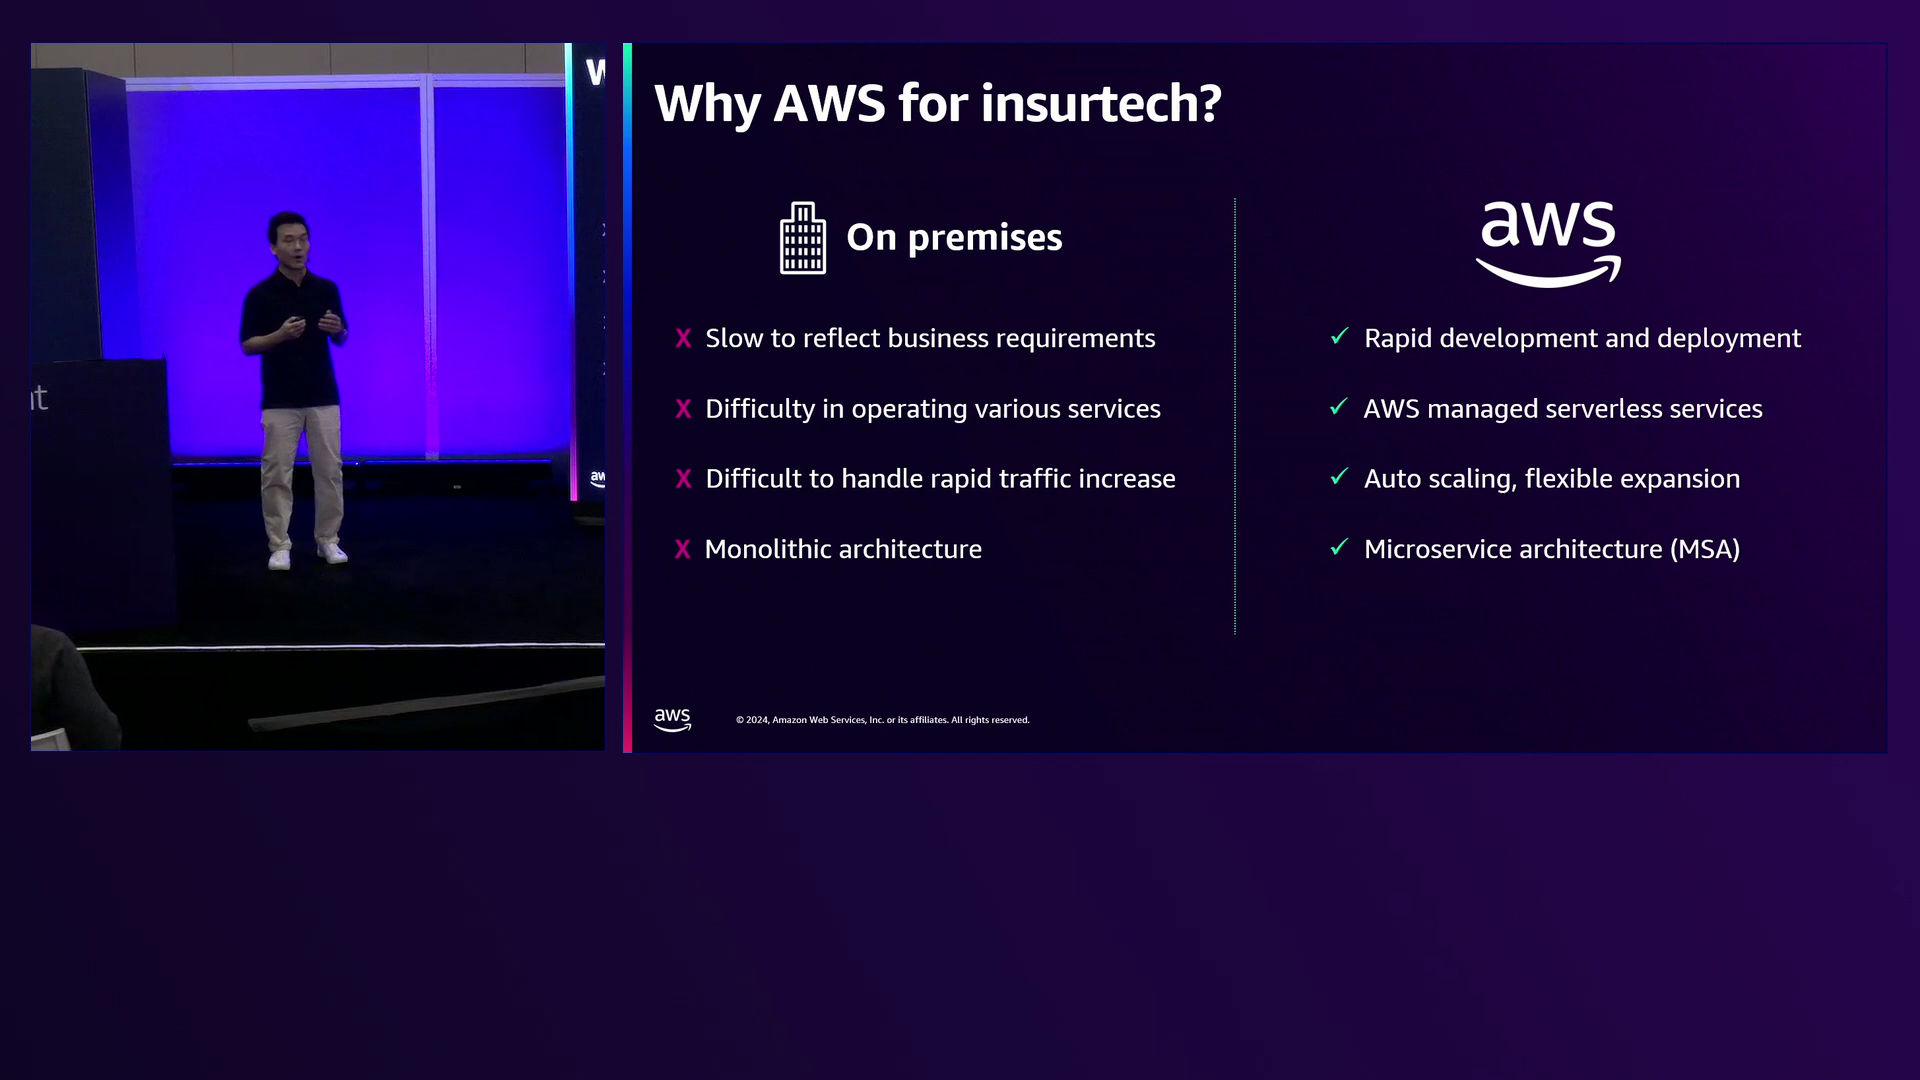 Why AWS for insurtech?
On premises
X Slow to reflect business requirements
X Difficulty in operating various services
X Difficult to handle rapid traffic increase
X Monolithic architecture
aws
✓ Rapid development and deployment
✓ AWS managed serverless services
✓ Auto scaling, flexible expansion
✓ Microservice architecture (MSA)
aws
© 2024, Amazon Web Services, Inc. or its affiliates. All rights reserved.